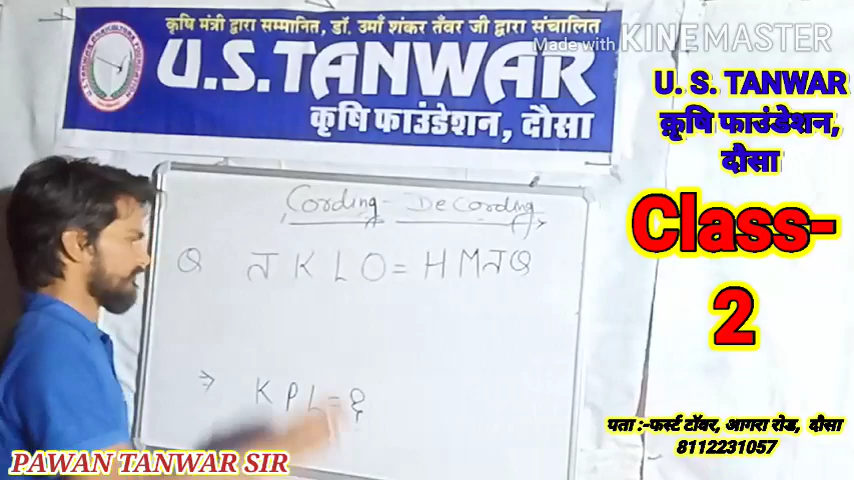 कृषि मंत्री द्वारा सम्मानित, डॉ. उमाँ शंकर तँवर जी द्वारा संचालित
Made with KINEMASTER
U.S.TANWAR
कृषि फाउंडेशन, दौसा
U. S. TANWAR
कृषि फाउंडेशन,
दौसा
Class-
2
Cording - DeCording
Q न K L O = H M न Q
⇒ K P L = ?
पता :-फर्स्ट टॉवर, आगरा रोड, दौसा
8112231057
PAWAN TANWAR SIR